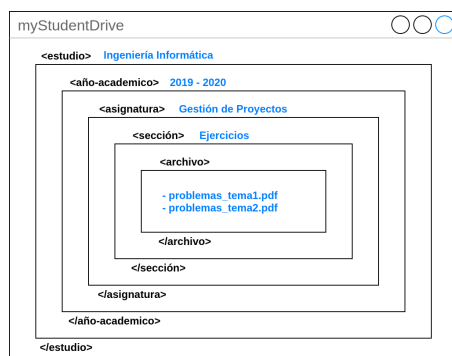 myStudentDrive
<estudio> Ingeniería Informática
<año-academico> 2019 - 2020
<asignatura> Gestión de Proyectos
<sección> Ejercicios
<archivo>
- problemas_tema1.pdf
- problemas_tema2.pdf
</archivo>
</sección>
</asignatura>
</año-academico>
</estudio>